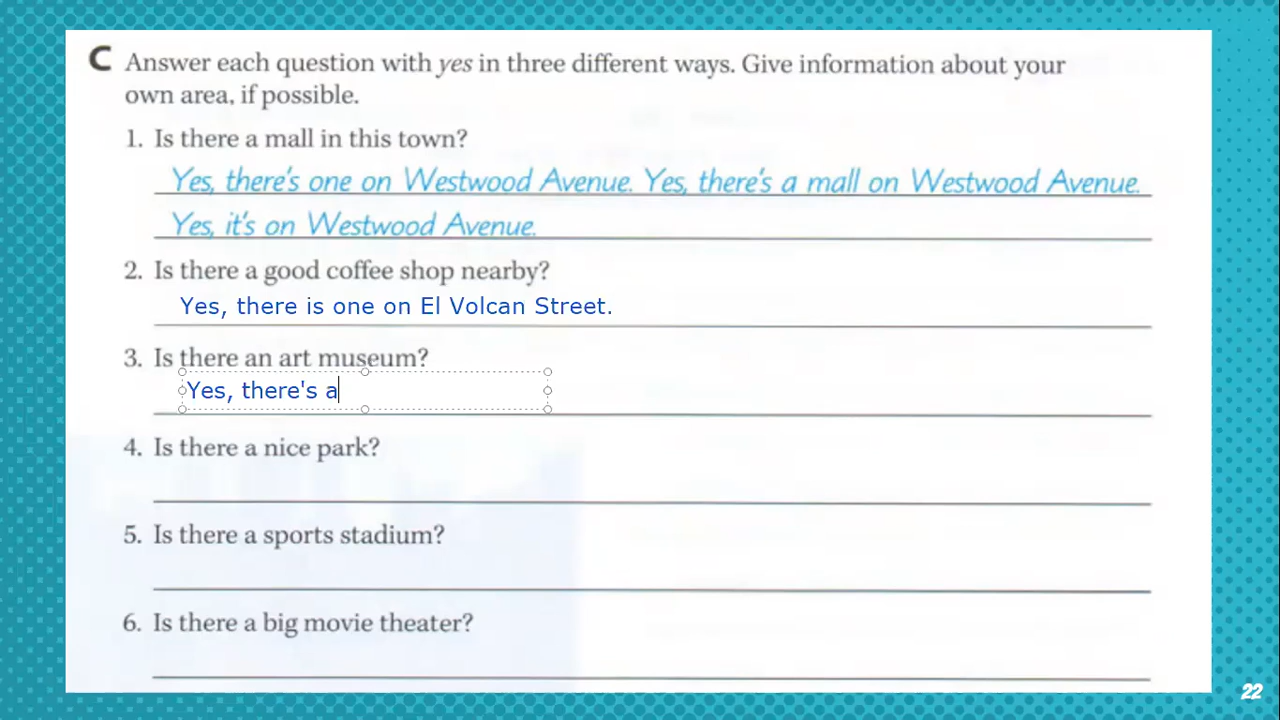 C Answer each question with yes in three different ways. Give information about your
own area, if possible.
1. Is there a mall in this town?
Yes, there's one on Westwood Avenue. Yes, there's a mall on Westwood Avenue.
Yes, it's on Westwood Avenue.
2. Is there a good coffee shop nearby?
Yes, there is one on El Volcan Street.
3. Is there an art museum?
Yes, there's a
4. Is there a nice park?
5. Is there a sports stadium?
6. Is there a big movie theater?
22